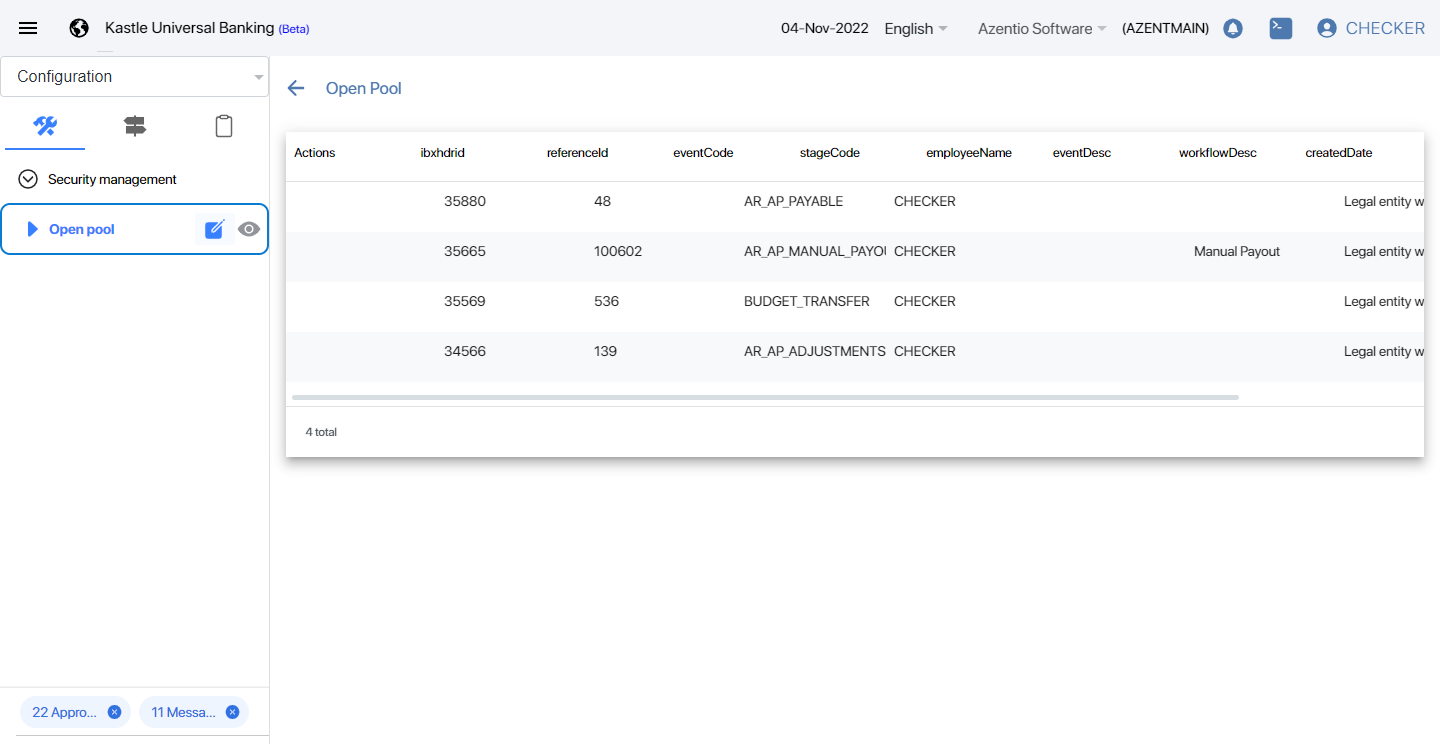 Kastle Universal Banking (Beta) 04-Nov-2022 English Azentio Software (AZENTMAIN) CHECKER
Configuration
Open Pool
Security management
Open pool
Actions ibxhdrid referenceId eventCode stageCode employeeName eventDesc workflowDesc createdDate
35880 48 AR_AP_PAYABLE CHECKER Legal entity w
35665 100602 AR_AP_MANUAL_PAYOU CHECKER Manual Payout Legal entity w
35569 536 BUDGET_TRANSFER CHECKER Legal entity w
34566 139 AR_AP_ADJUSTMENTS CHECKER Legal entity w
4 total
22 Appro... 11 Messa...